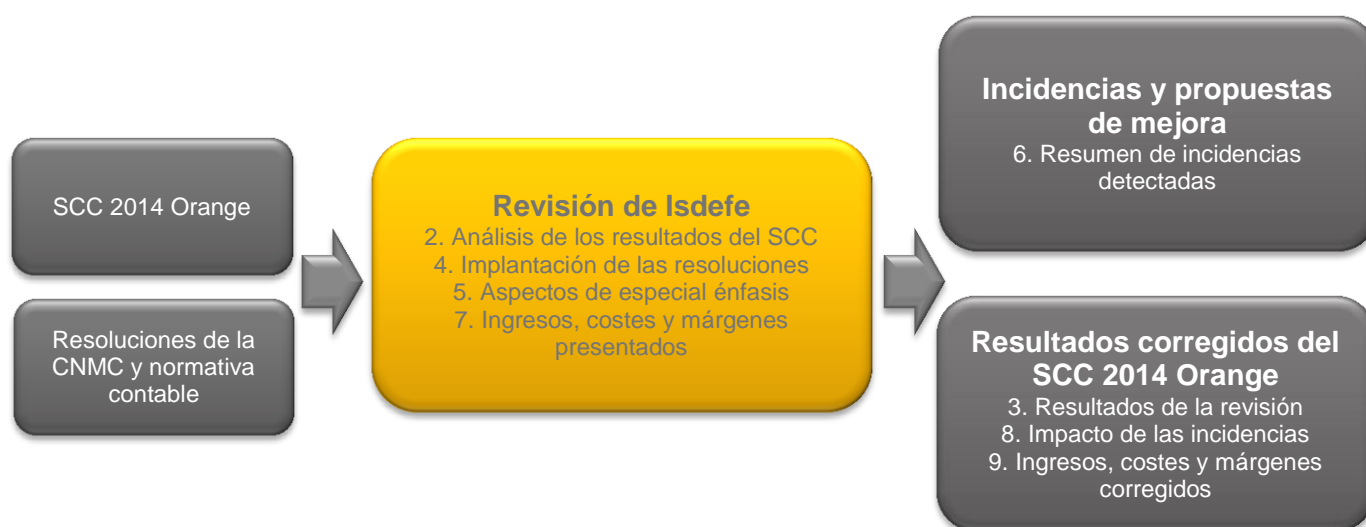 SCC 2014 Orange
Resoluciones de la
CNMC y normativa
contable
Revisión de Isdefe
2. Análisis de los resultados del SCC
4. Implantación de las resoluciones
5. Aspectos de especial énfasis
7. Ingresos, costes y márgenes
presentados
Incidencias y propuestas
de mejora
6. Resumen de incidencias
detectadas
Resultados corregidos del
SCC 2014 Orange
3. Resultados de la revisión
8. Impacto de las incidencias
9. Ingresos, costes y márgenes
corregidos